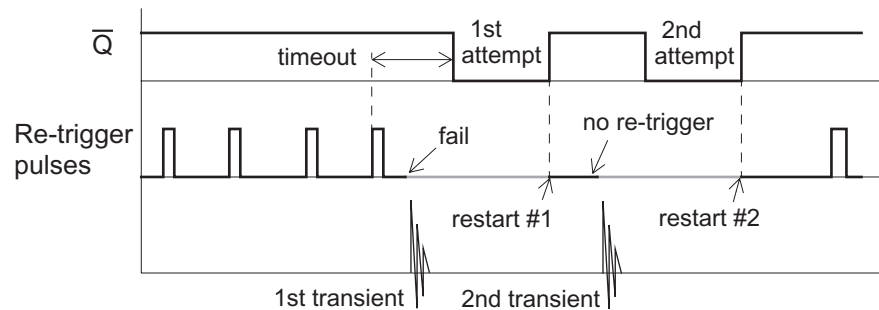 Q̅
timeout
1st
attempt
2nd
attempt
Re-trigger
pulses
fail
no re-trigger
restart #1
restart #2
1st transient
2nd transient